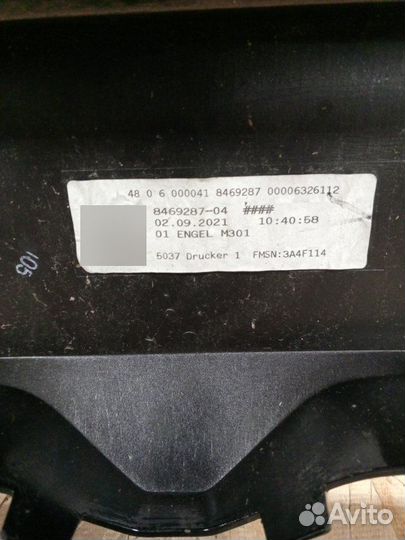 48 0 6 000041 8469287 00006326112
8469287-04 ####
02.09.2021 10:40:58
01 ENGEL M301
5037 Drucker 1 FMSN:3A4F114
105
Avito